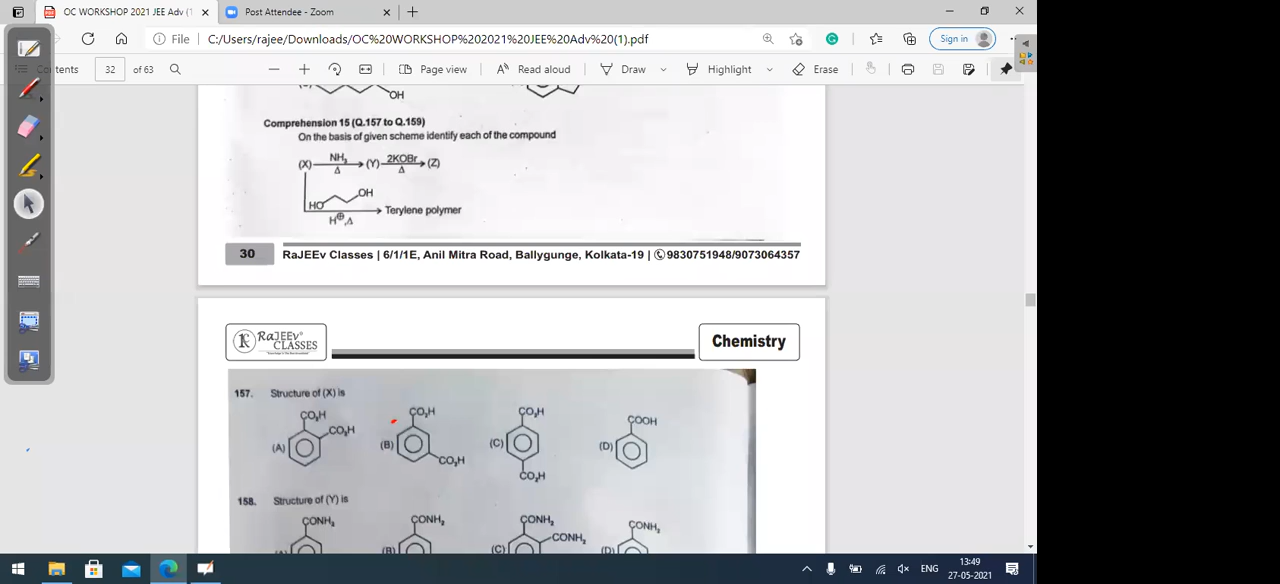 OC WORKSHOP 2021 JEE Adv (1
Post Attendee - Zoom
File
C:/Users/rajee/Downloads/OC%20WORKSHOP%202021%20JEE%20Adv%20(1).pdf
Sign in
Contents
32 of 63
Page view
Read aloud
Draw
Highlight
Erase
OH
Comprehension 15 (Q.157 to Q.159)
On the basis of given scheme identify each of the compound
(X) NH₃ Δ (Y) 2KOBr Δ (Z)
HO OH
H⊕,Δ Terylene polymer
30 RaJEEv Classes | 6/1/1E, Anil Mitra Road, Ballygunge, Kolkata-19 | ✆9830751948/9073064357
RaJEEv CLASSES
Chemistry
157. Structure of (X) is
(A) CO₂H CO₂H
(B) CO₂H CO₂H
(C) CO₂H CO₂H
(D) COOH
158. Structure of (Y) is
(A) CONH₂
(B) CONH₂
(C) CONH₂ CONH₂
(D) CONH₂
ENG
13:49
27-05-2021